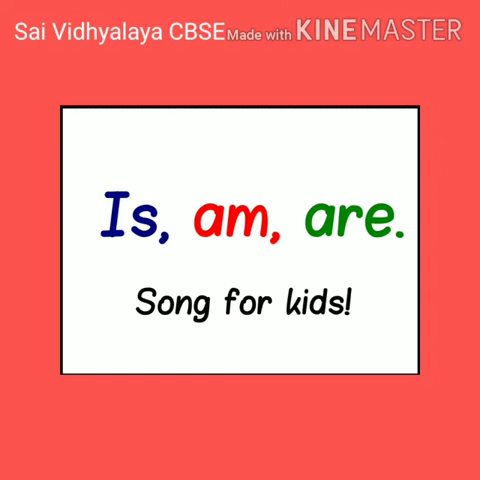 Sai Vidhyalaya CBSE Made with KINEMASTER
Is, am, are.
Song for kids!